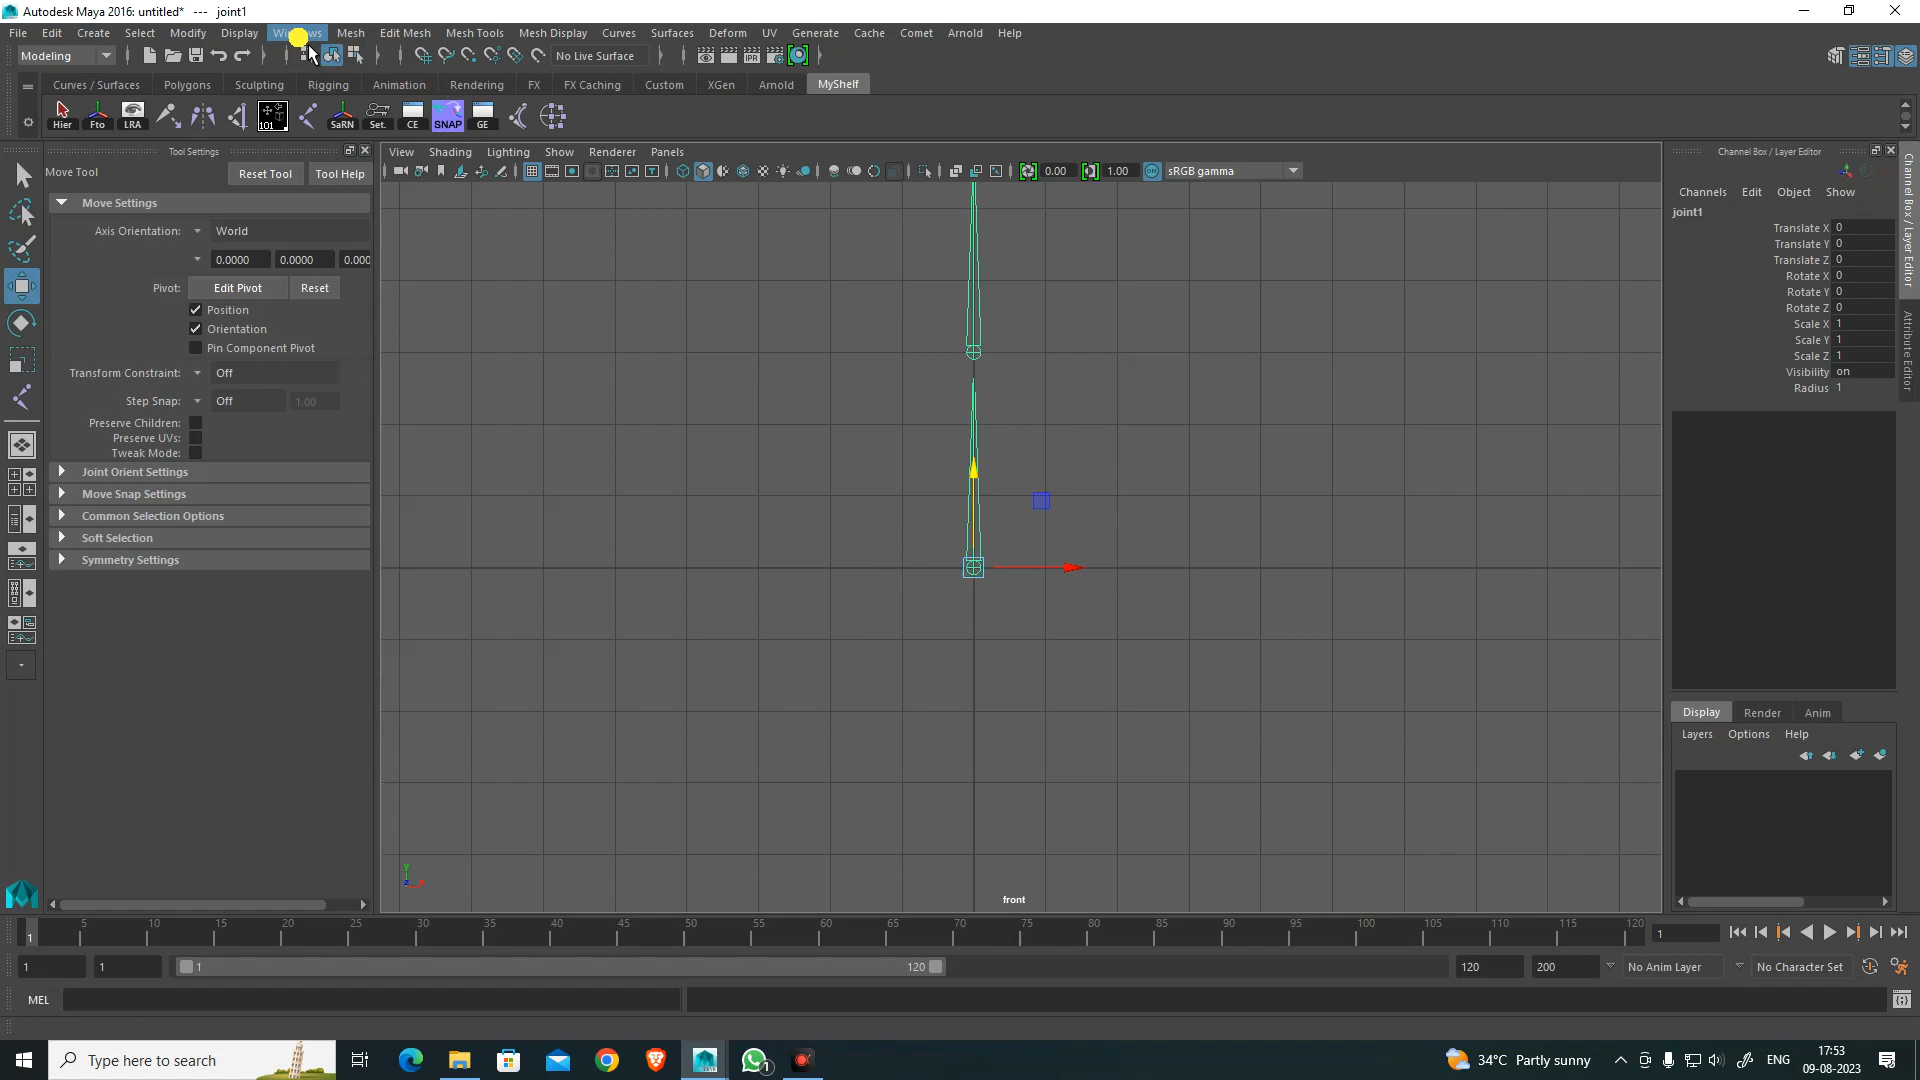 Autodesk Maya 2016: untitled*   ---   joint1
File Edit Create Select Modify Display Windows Mesh Edit Mesh Mesh Tools Mesh Display Curves Surfaces Deform UV Generate Cache Comet Arnold Help
Modeling No Live Surface
Curves / Surfaces Polygons Sculpting Rigging Animation Rendering FX FX Caching Custom XGen Arnold MyShelf
Hier Fto LRA 101 SaRN Set. CE SNAP GE
Tool Settings
Move Tool Reset Tool Tool Help
Move Settings
Axis Orientation: World
0.0000 0.0000 0.000
Pivot: Edit Pivot Reset
Position
Orientation
Pin Component Pivot
Transform Constraint: Off
Step Snap: Off 1.00
Preserve Children:
Preserve UVs:
Tweak Mode:
Joint Orient Settings
Move Snap Settings
Common Selection Options
Soft Selection
Symmetry Settings
View Shading Lighting Show Renderer Panels
0.00 1.00 ON sRGB gamma
y
z x
front
Channel Box / Layer Editor
Channels Edit Object Show
joint1
Translate X 0
Translate Y 0
Translate Z 0
Rotate X 0
Rotate Y 0
Rotate Z 0
Scale X 1
Scale Y 1
Scale Z 1
Visibility on
Radius 1
Channel Box / Layer Editor
Attribute Editor
Display Render Anim
Layers Options Help
5 10 15 20 25 30 35 40 45 50 55 60 65 70 75 80 85 90 95 100 105 110 115 120
1 1
1 1 1 120 120 200 No Anim Layer No Character Set
MEL
Type here to search
1
34°C Partly sunny
ENG
17:53
09-08-2023